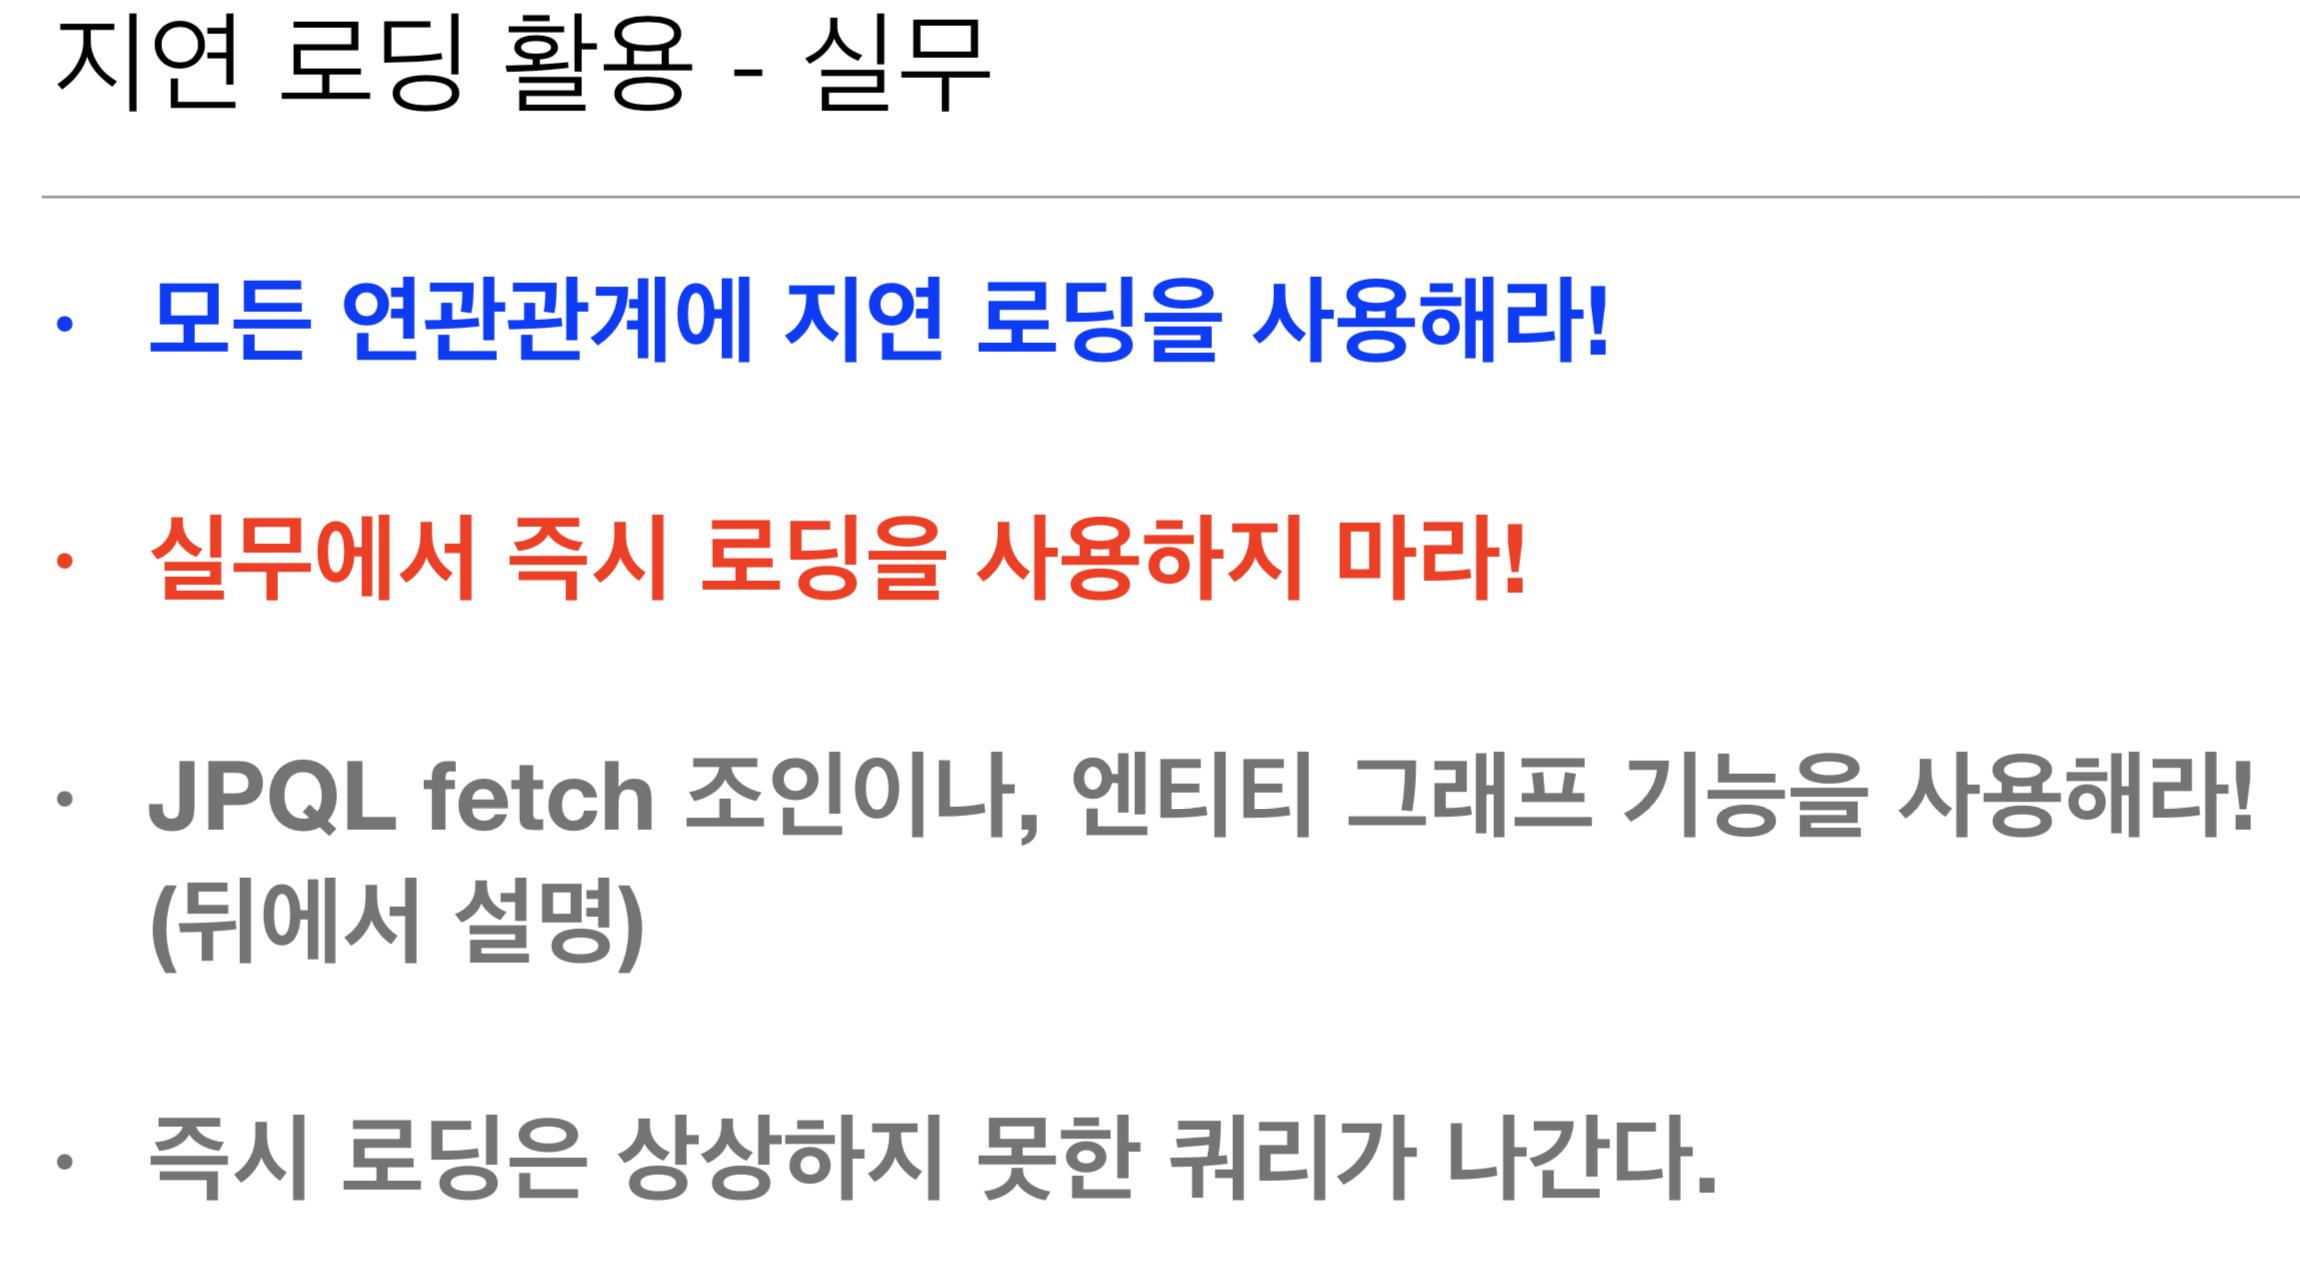 지연 로딩 활용 - 실무
• 모든 연관관계에 지연 로딩을 사용해라!
• 실무에서 즉시 로딩을 사용하지 마라!
• JPQL fetch 조인이나, 엔티티 그래프 기능을 사용해라!
(뒤에서 설명)
• 즉시 로딩은 상상하지 못한 쿼리가 나간다.